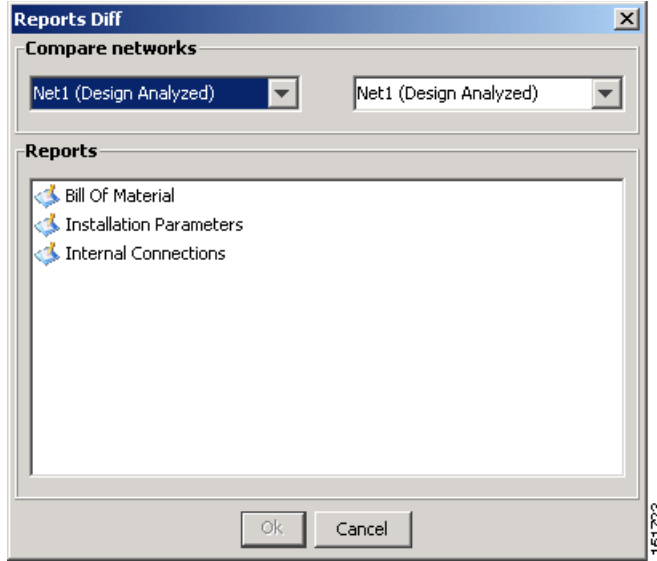 Reports Diff
Compare networks
Net1 (Design Analyzed)
Net1 (Design Analyzed)
Reports
Bill Of Material
Installation Parameters
Internal Connections
Ok
Cancel
151723